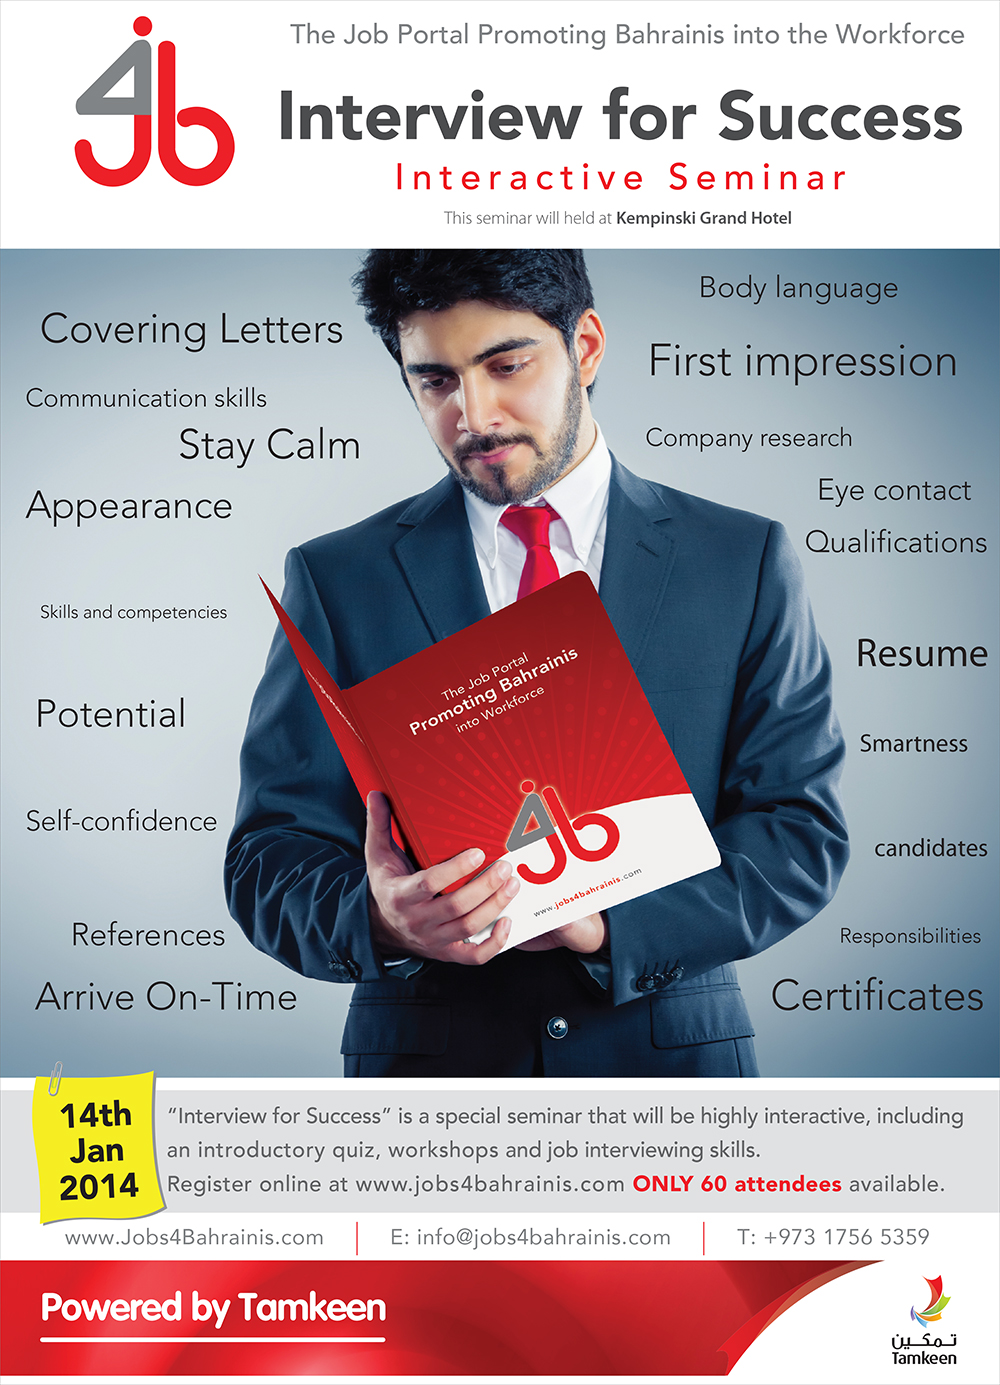 The Job Portal Promoting Bahrainis into the Workforce
4jb
Interview for Success
Interactive Seminar
This seminar will held at Kempinski Grand Hotel
Body language
Covering Letters
First impression
Communication skills
Stay Calm
Company research
Appearance
Eye contact
Qualifications
Skills and competencies
Resume
Potential
Smartness
Self-confidence
candidates
References
Responsibilities
Arrive On-Time
Certificates
The Job Portal
Promoting Bahrainis
into Workforce
4jb
www.jobs4bahrainis.com
14th
Jan
2014
“Interview for Success” is a special seminar that will be highly interactive, including
an introductory quiz, workshops and job interviewing skills.
Register online at www.jobs4bahrainis.com ONLY 60 attendees available.
www.Jobs4Bahrainis.com
E: info@jobs4bahrainis.com
T: +973 1756 5359
Powered by Tamkeen
تمكين
Tamkeen